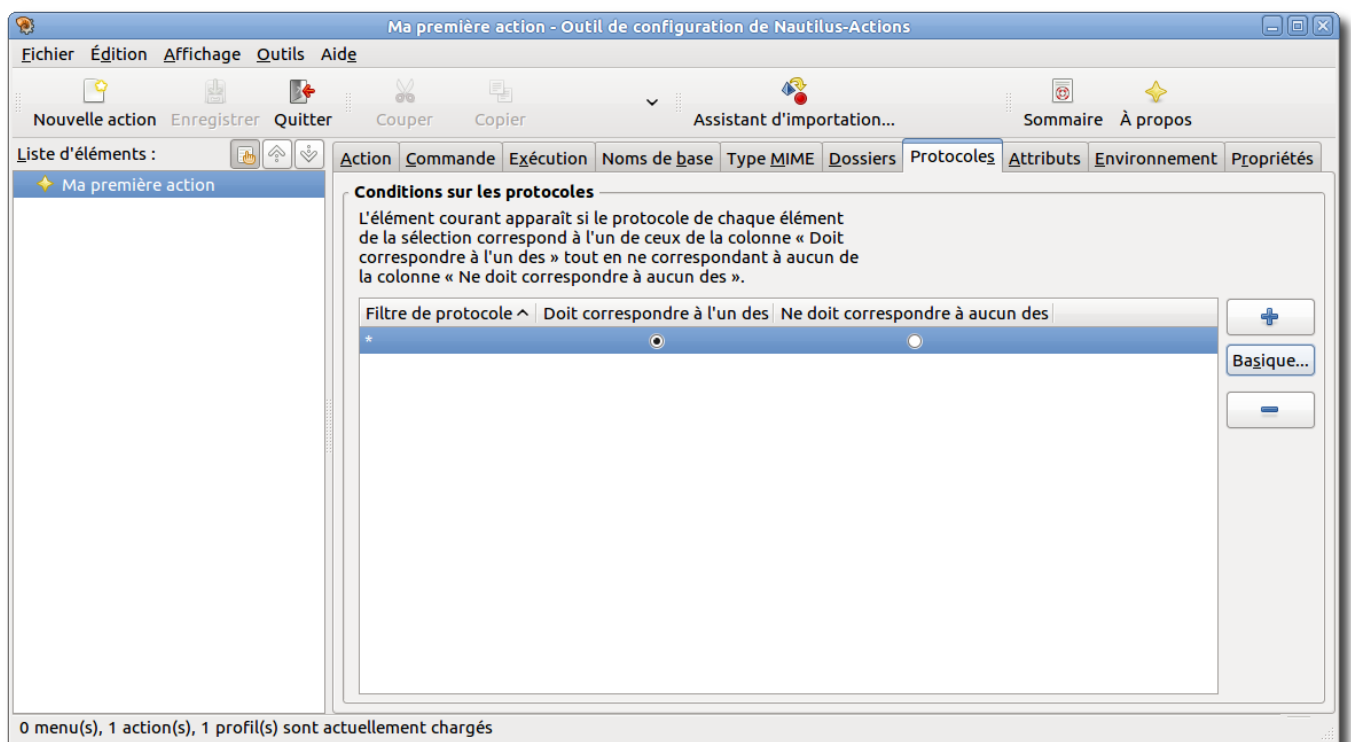 Ma première action - Outil de configuration de Nautilus-Actions
Fichier Édition Affichage Outils Aide
Nouvelle action Enregistrer Quitter Couper Copier Assistant d'importation... Sommaire À propos
Liste d'éléments :
Action Commande Exécution Noms de base Type MIME Dossiers Protocoles Attributs Environnement Propriétés
Ma première action
Conditions sur les protocoles
L'élément courant apparaît si le protocole de chaque élément
de la sélection correspond à l'un de ceux de la colonne « Doit
correspondre à l'un des » tout en ne correspondant à aucun de
la colonne « Ne doit correspondre à aucun des ».
Filtre de protocole Doit correspondre à l'un des Ne doit correspondre à aucun des
*
Basique...
0 menu(s), 1 action(s), 1 profil(s) sont actuellement chargés